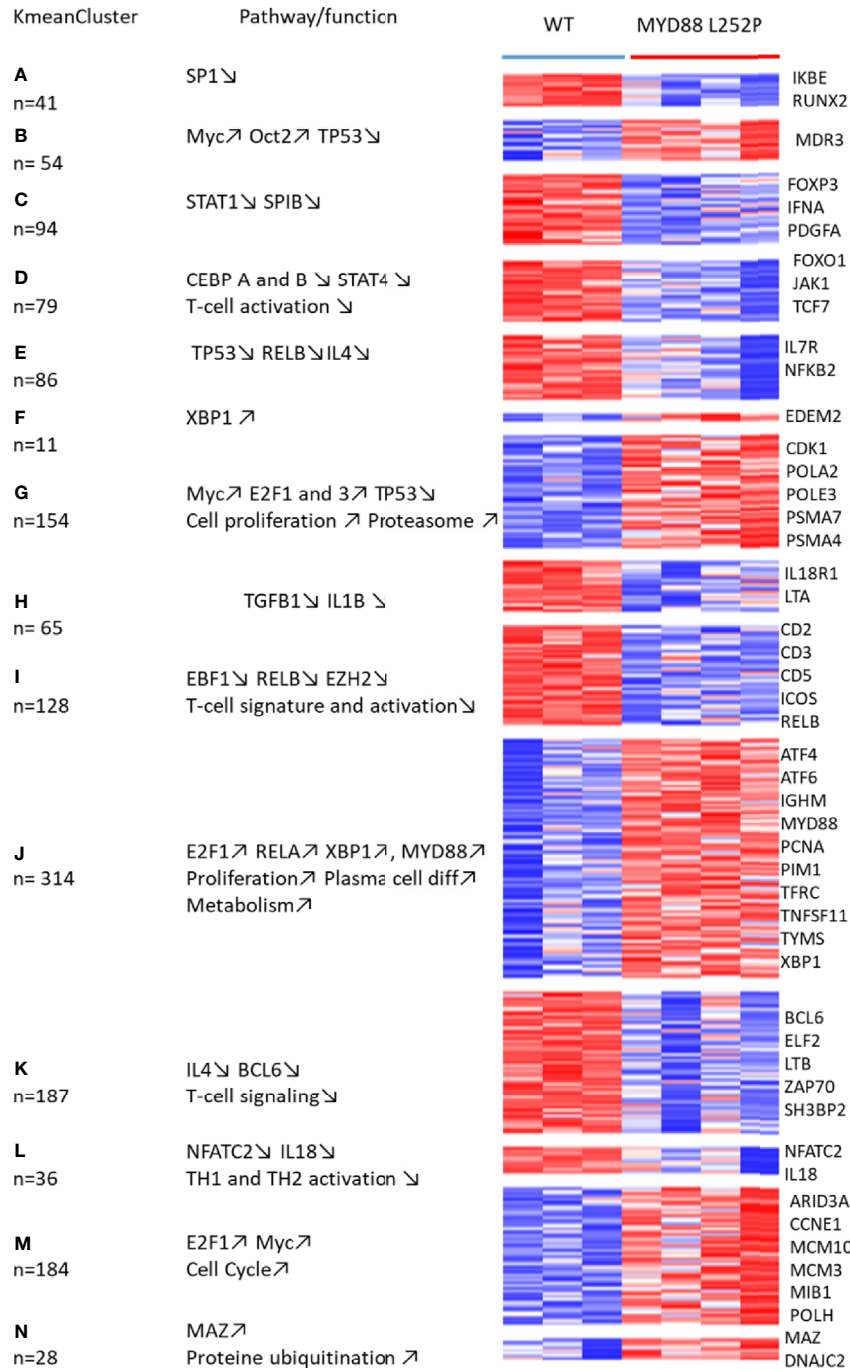 KmeanCluster Pathway/function WT MYD88 L252P
A SP1↘ IKBE
n=41 RUNX2
B Myc↗ Oct2↗ TP53↘ MDR3
n= 54
C STAT1↘ SPIB↘ FOXP3
n=94 IFNA
PDGFA
D CEBP A and B ↘ STAT4 ↘ FOXO1
n=79 T-cell activation ↘ JAK1
TCF7
E TP53↘ RELB↘IL4↘ IL7R
n=86 NFKB2
F XBP1 ↗ EDEM2
n=11
G Myc↗ E2F1 and 3↗ TP53↘ CDK1
n=154 Cell proliferation ↗ Proteasome ↗ POLA2
POLE3
PSMA7
PSMA4
H TGFB1↘ IL1B ↘ IL18R1
n= 65 LTA
I EBF1↘ RELB↘ EZH2↘ CD2
n=128 T-cell signature and activation↘ CD3
CD5
ICOS
RELB
J E2F1↗ RELA↗ XBP1↗, MYD88↗ ATF4
n= 314 Proliferation↗ Plasma cell diff↗ ATF6
Metabolism↗ IGHM
MYD88
PCNA
PIM1
TFRC
TNFSF11
TYMS
XBP1
K IL4↘ BCL6↘ BCL6
n=187 T-cell signaling↘ ELF2
LTB
ZAP70
SH3BP2
L NFATC2↘ IL18↘ NFATC2
n=36 TH1 and TH2 activation ↘ IL18
M E2F1↗ Myc↗ ARID3A
n=184 Cell Cycle↗ CCNE1
MCM10
MCM3
MIB1
POLH
N MAZ↗ MAZ
n=28 Proteine ubiquitination ↗ DNAJC2